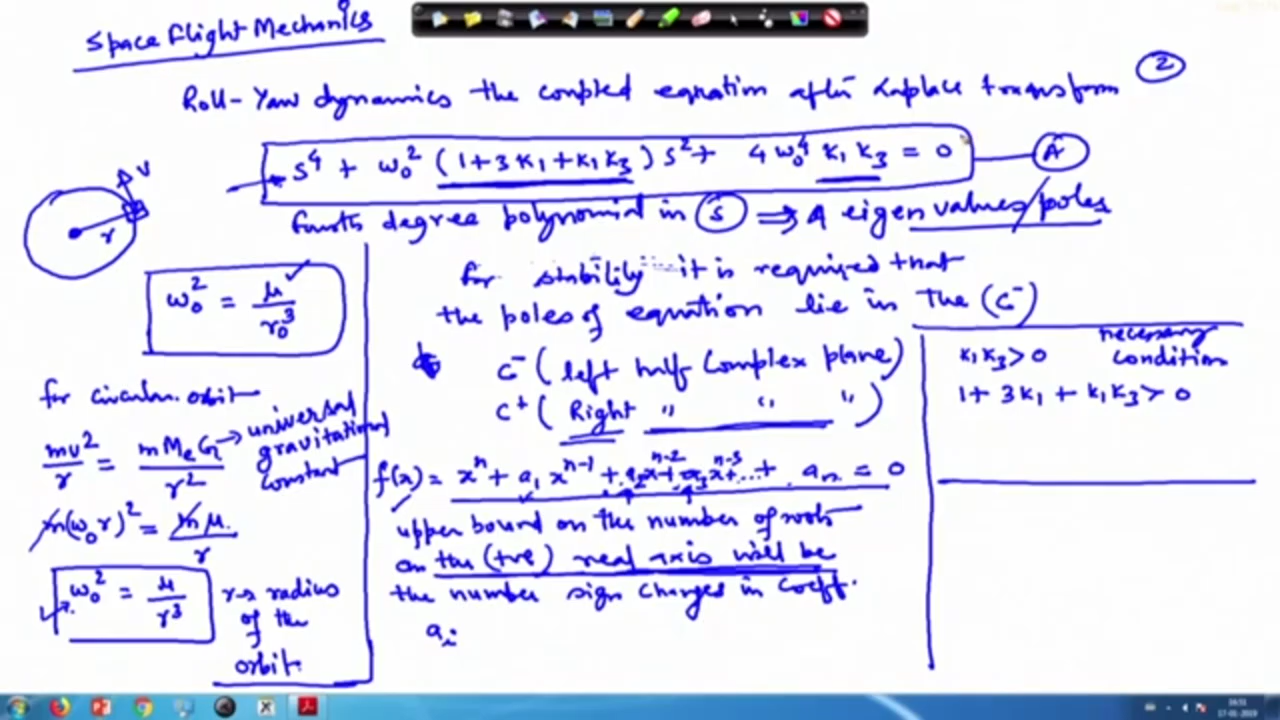 Space Flight Mechanics
2
Roll-Yaw dynamics the coupled equation after Laplace transform
s⁴ + ω₀² (1+3k₁+k₁k₃) s² + 4ω₀⁴ k₁k₃ = 0
A
fourth degree polynomial in s ⇒ 4 eigen values/poles
v
r
ω₀² = μ/r₀³
for circular orbit
mv²/r = mMₑG/r² → universal gravitational constant
m(ω₀r)² = mμ/r
ω₀² = μ/r³
r → radius
of the
orbit
for stability it is required that
the poles of equation lie in the (C⁻)
C⁻ (left half complex plane)
C⁺ (Right " " ")
f(x) = xⁿ + a₁xⁿ⁻¹ + a₂xⁿ⁻² + a₃xⁿ⁻³ + ... + aₙ = 0
upper bound on the number of roots
on the (+ve) real axis will be
the number sign changes in coeff.
aᵢ
k₁k₃>0 necessary condition
1 + 3k₁ + k₁k₃ > 0
16:51
17-01-2019